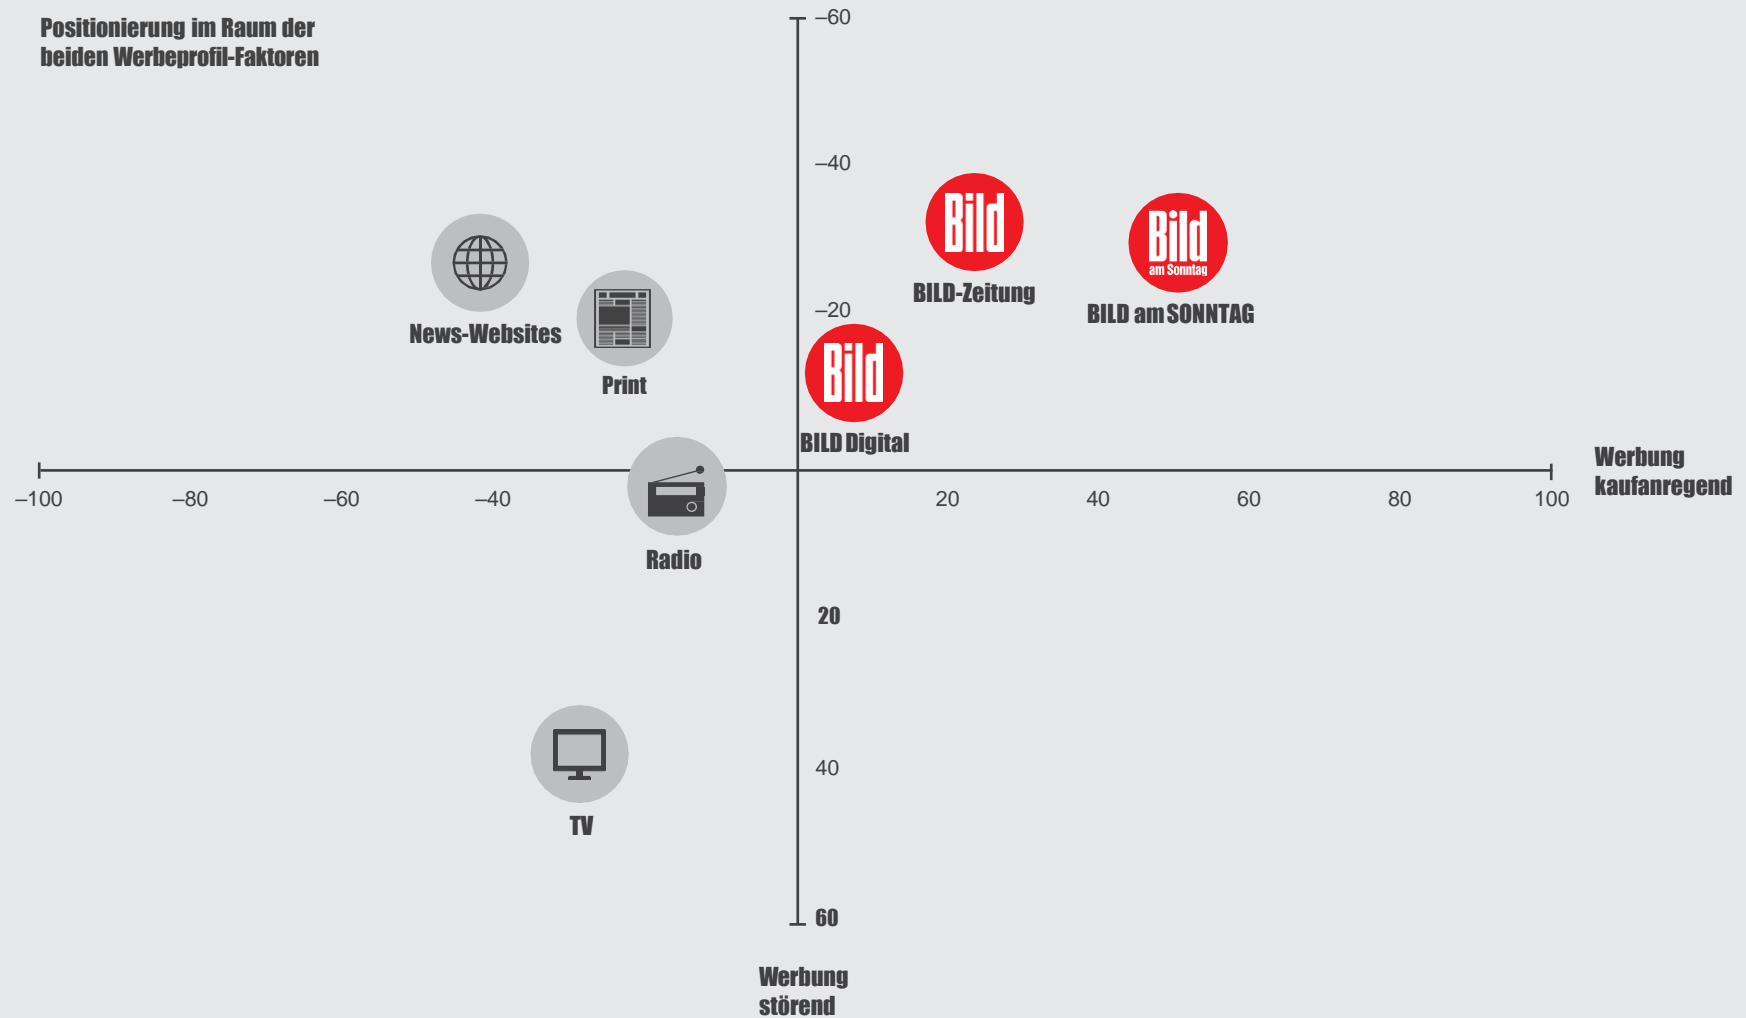 Positionierung im Raum der
beiden Werbeprofil-Faktoren
–60
–40
Bild
Bild
am Sonntag
BILD-Zeitung
BILD am SONNTAG
–20
News-Websites
Print
Bild
BILD Digital
Werbung
kaufanregend
–100
–80
–60
–40
20
40
60
80
100
Radio
20
40
TV
60
Werbung
störend